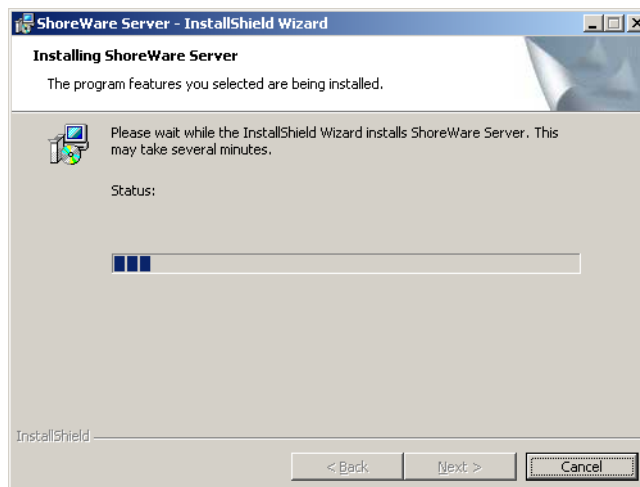 ShoreWare Server - InstallShield Wizard
Installing ShoreWare Server
The program features you selected are being installed.
Please wait while the InstallShield Wizard installs ShoreWare Server. This
may take several minutes.
Status:
InstallShield
< Back
Next >
Cancel